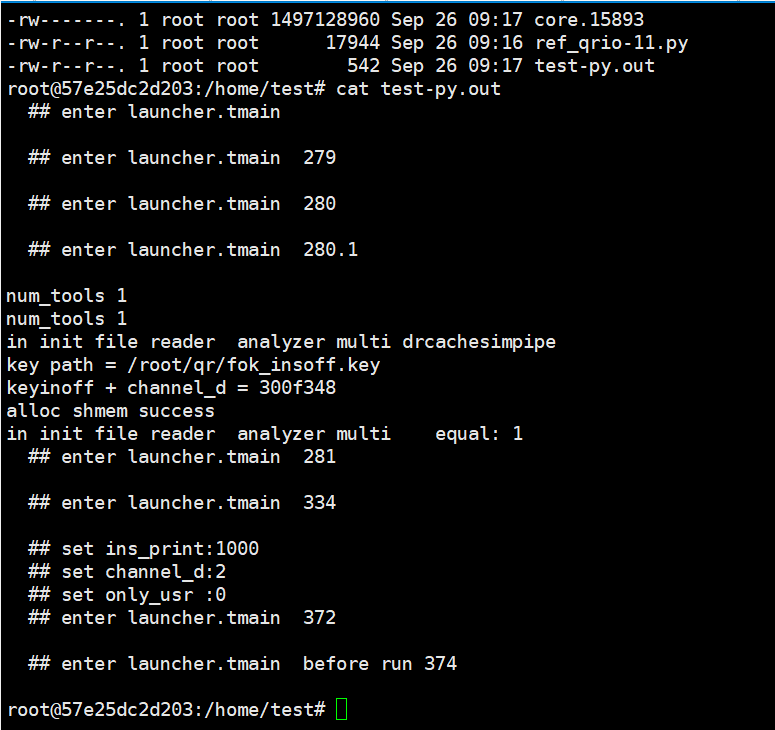 -rw-------. 1 root root 1497128960 Sep 26 09:17 core.15893
-rw-r--r--. 1 root root      17944 Sep 26 09:16 ref_qrio-11.py
-rw-r--r--. 1 root root        542 Sep 26 09:17 test-py.out
root@57e25dc2d203:/home/test# cat test-py.out
  ## enter launcher.tmain
  ## enter launcher.tmain  279
  ## enter launcher.tmain  280
  ## enter launcher.tmain  280.1
num_tools 1
num_tools 1
in init file reader  analyzer multi drcachesimpipe
key path = /root/qr/fok_insoff.key
keyinoff + channel_d = 300f348
alloc shmem success
in init file reader  analyzer multi    equal: 1
  ## enter launcher.tmain  281
  ## enter launcher.tmain  334
  ## set ins_print:1000
  ## set channel_d:2
  ## set only_usr :0
  ## enter launcher.tmain  372
  ## enter launcher.tmain  before run 374
root@57e25dc2d203:/home/test#